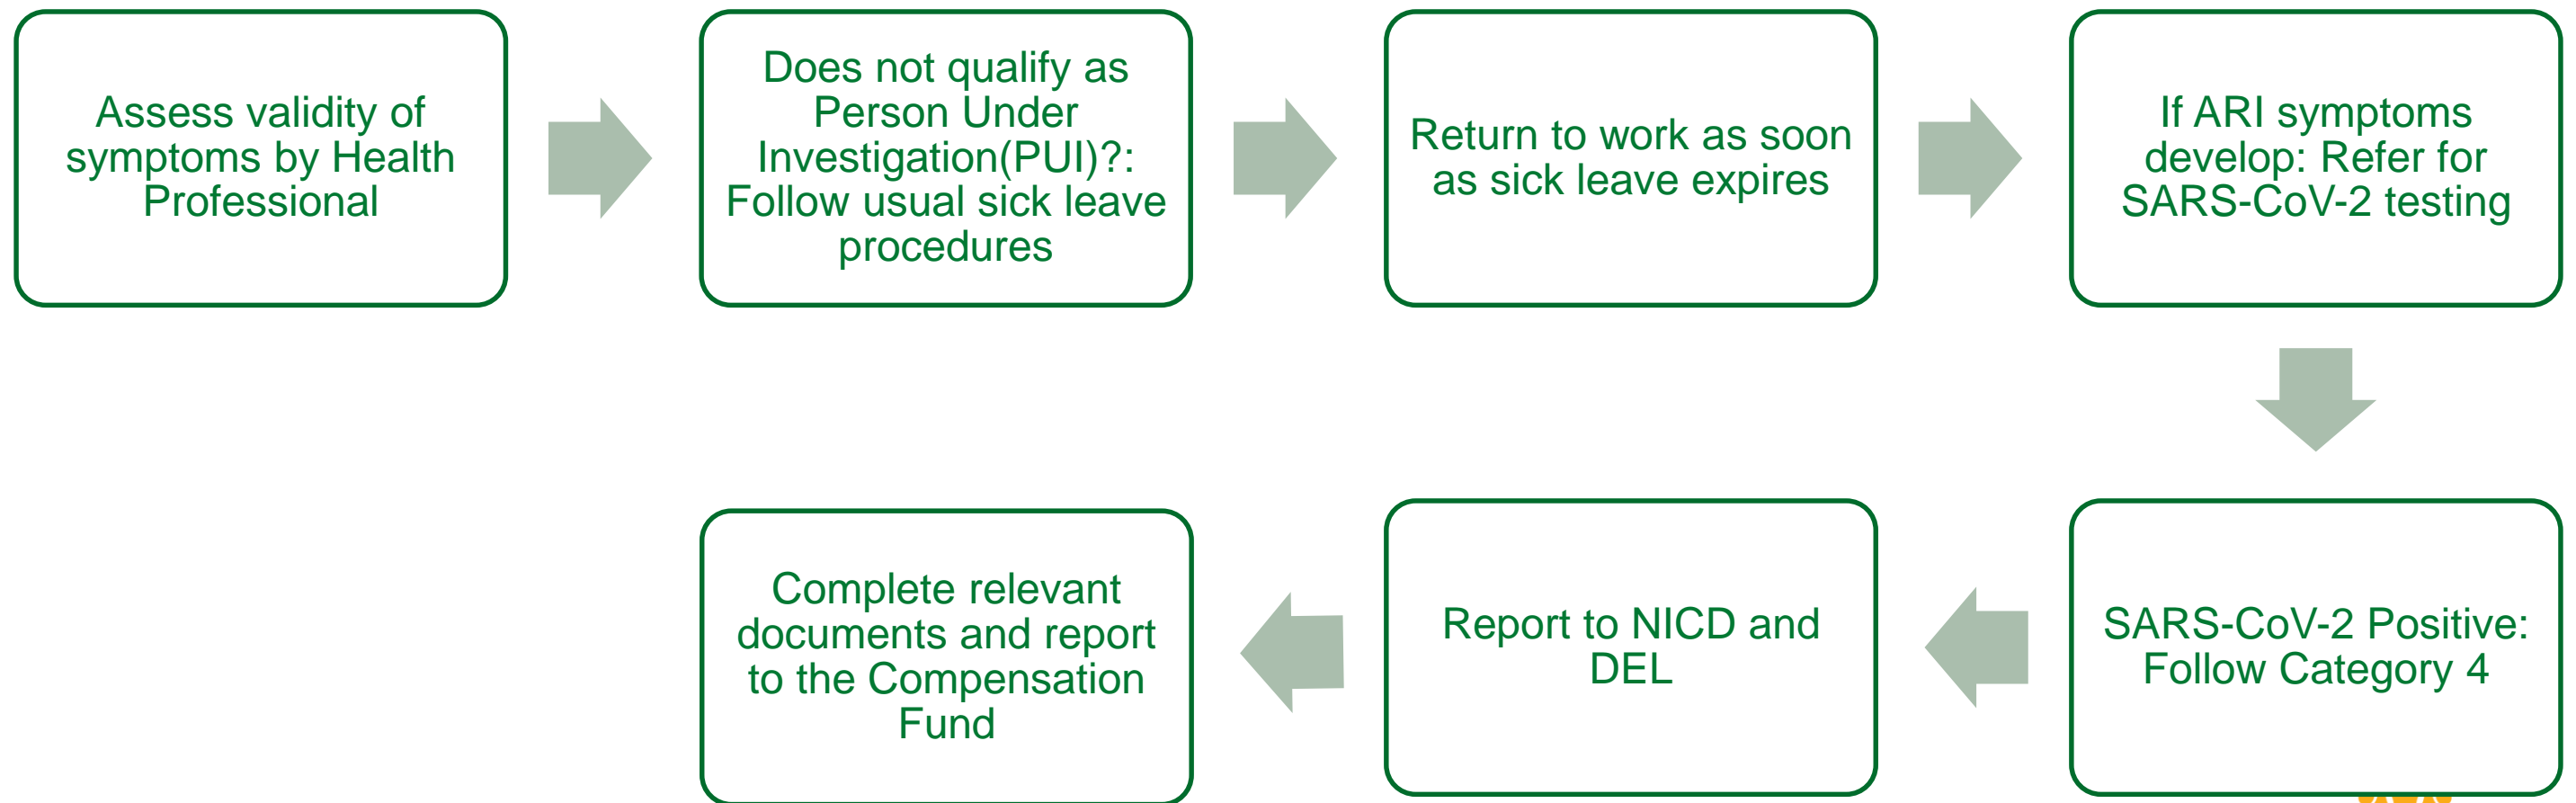 Assess validity of
symptoms by Health
Professional
Does not qualify as
Person Under
Investigation(PUI)?:
Follow usual sick leave
procedures
Return to work as soon
as sick leave expires
If ARI symptoms
develop: Refer for
SARS-CoV-2 testing
SARS-CoV-2 Positive:
Follow Category 4
Report to NICD and
DEL
Complete relevant
documents and report
to the Compensation
Fund